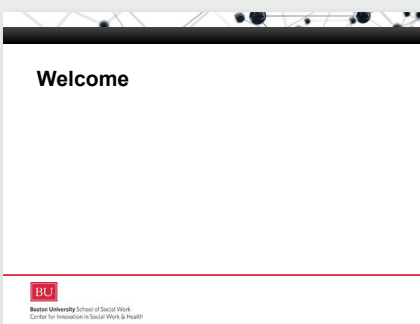 Welcome
BU
Boston University School of Social Work
Center for Innovation in Social Work & Health